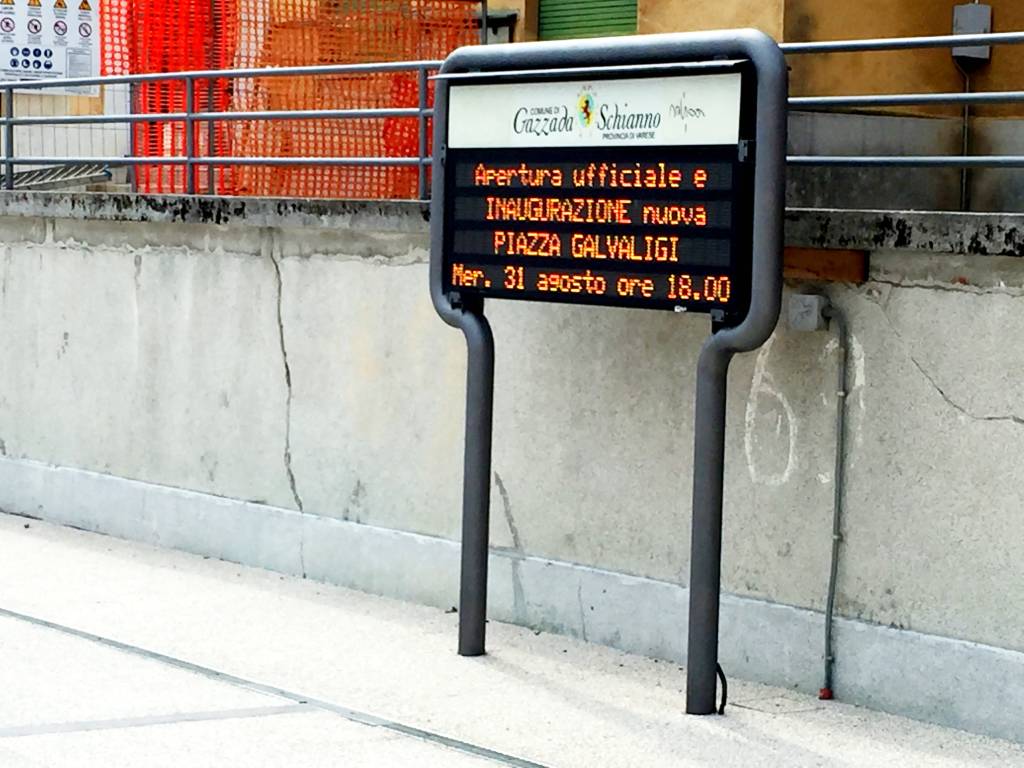 COMUNE DI
Gazzada Schianno
PROVINCIA DI VARESE
Apertura ufficiale e
INAUGURAZIONE nuova
PIAZZA GALVALIGI
Mer. 31 agosto ore 18.00